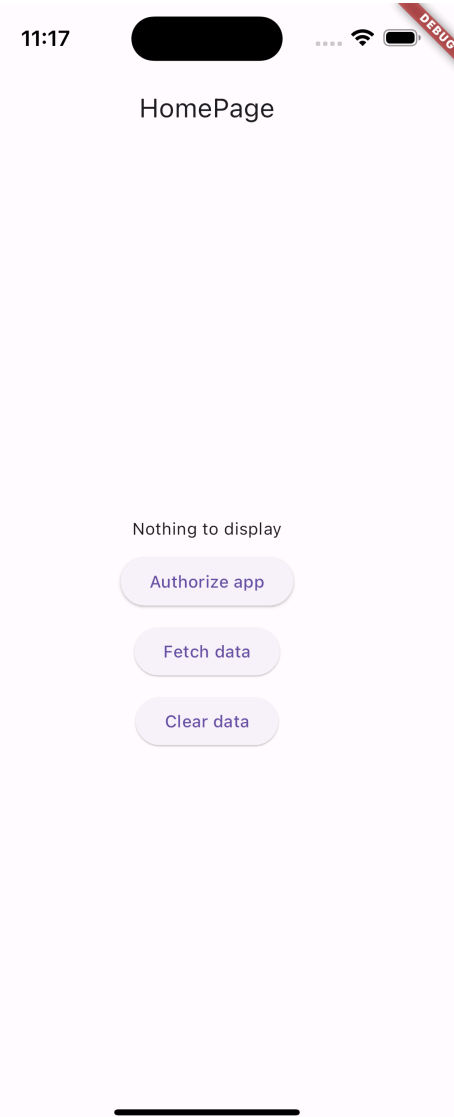 11:17
DEBUG
HomePage
Nothing to display
Authorize app
Fetch data
Clear data